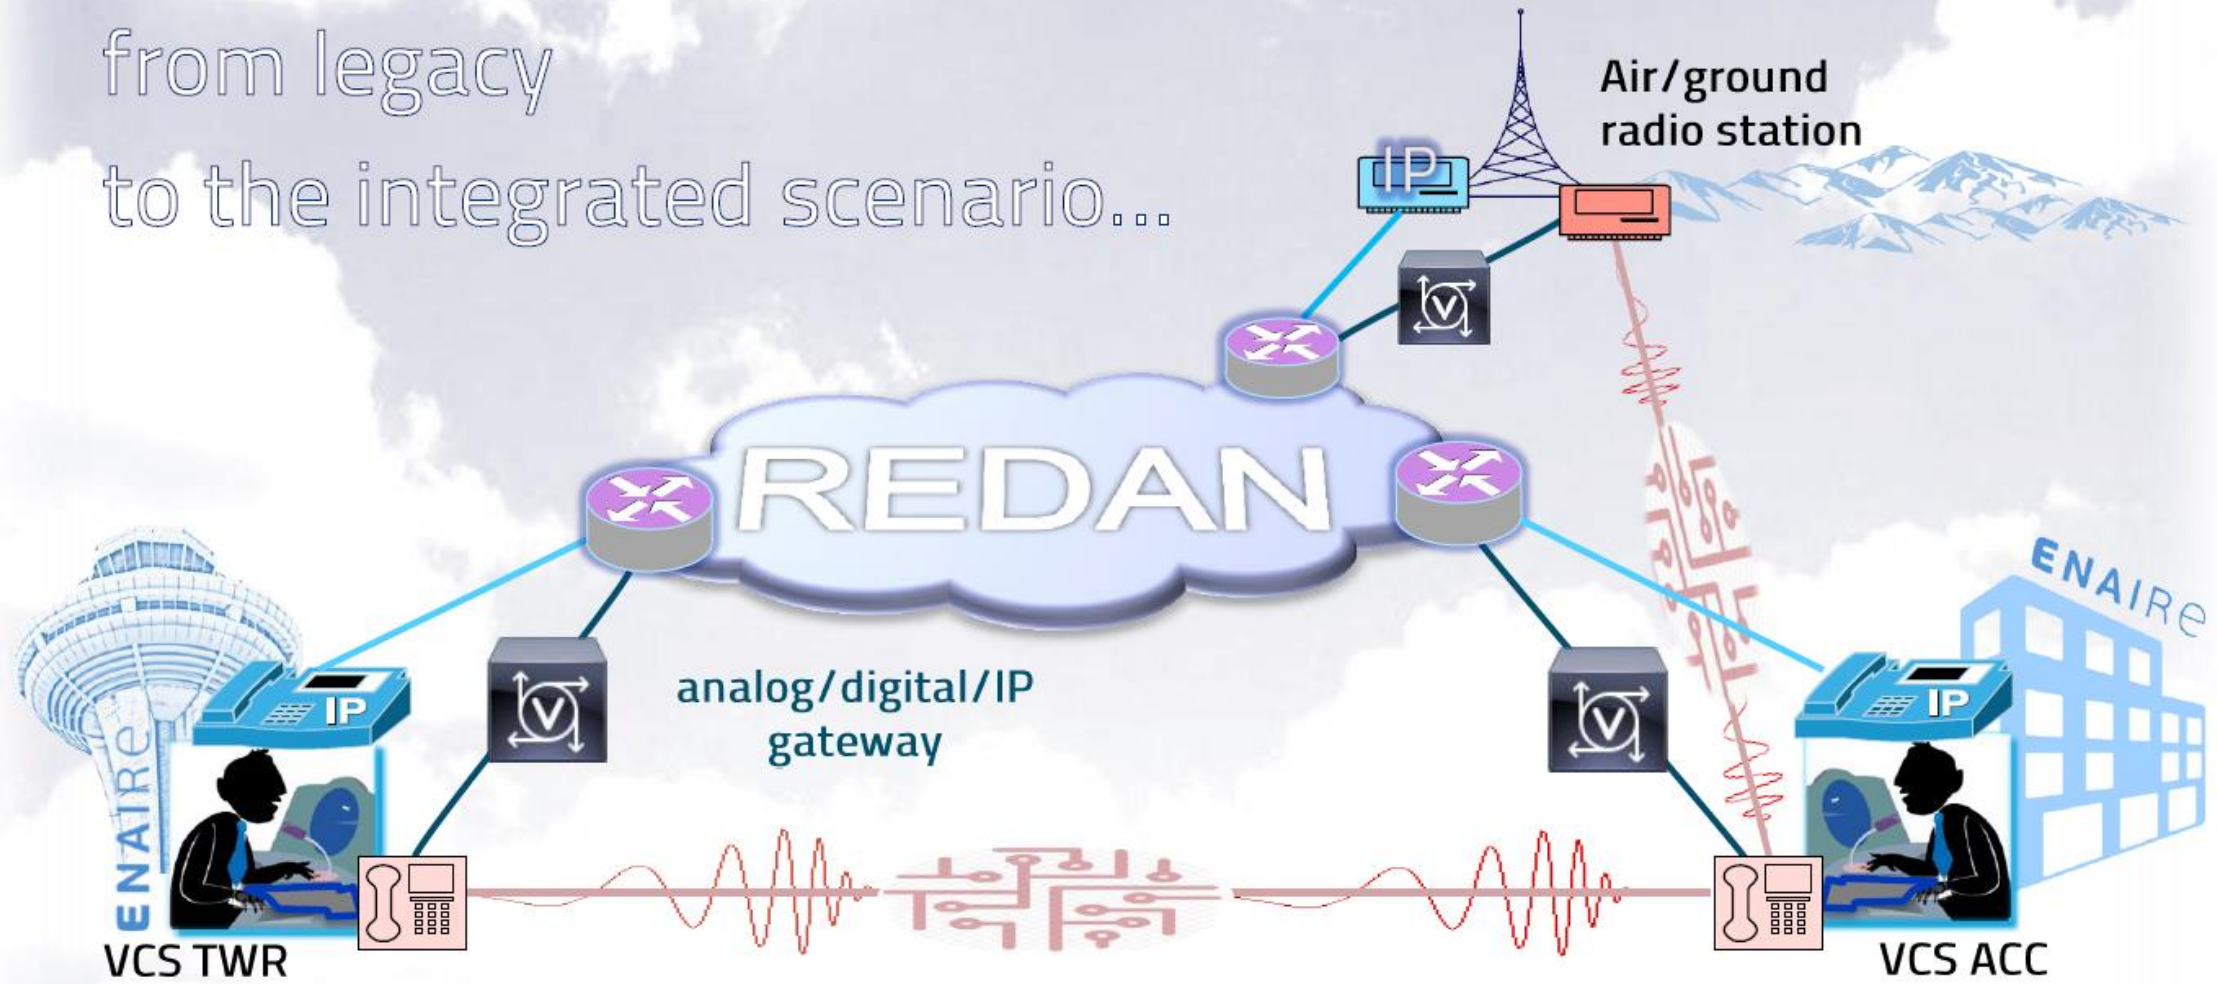 from legacy
to the integrated scenario...
Air/ground
radio station
IP
REDAN
ENAIRe
IP
analog/digital/IP
gateway
IP
V
V
V
ENAIRe
VCS TWR
VCS ACC